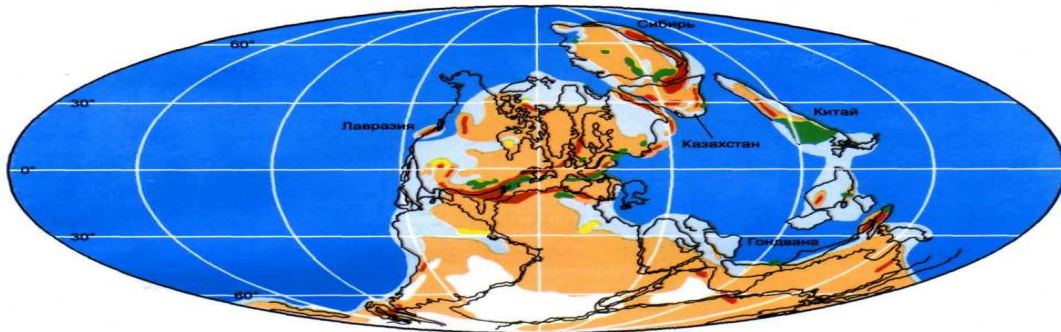 Сибирь
60°
30°
Китай
Лавразия
Казахстан
0°
30°
Гондвана
60°